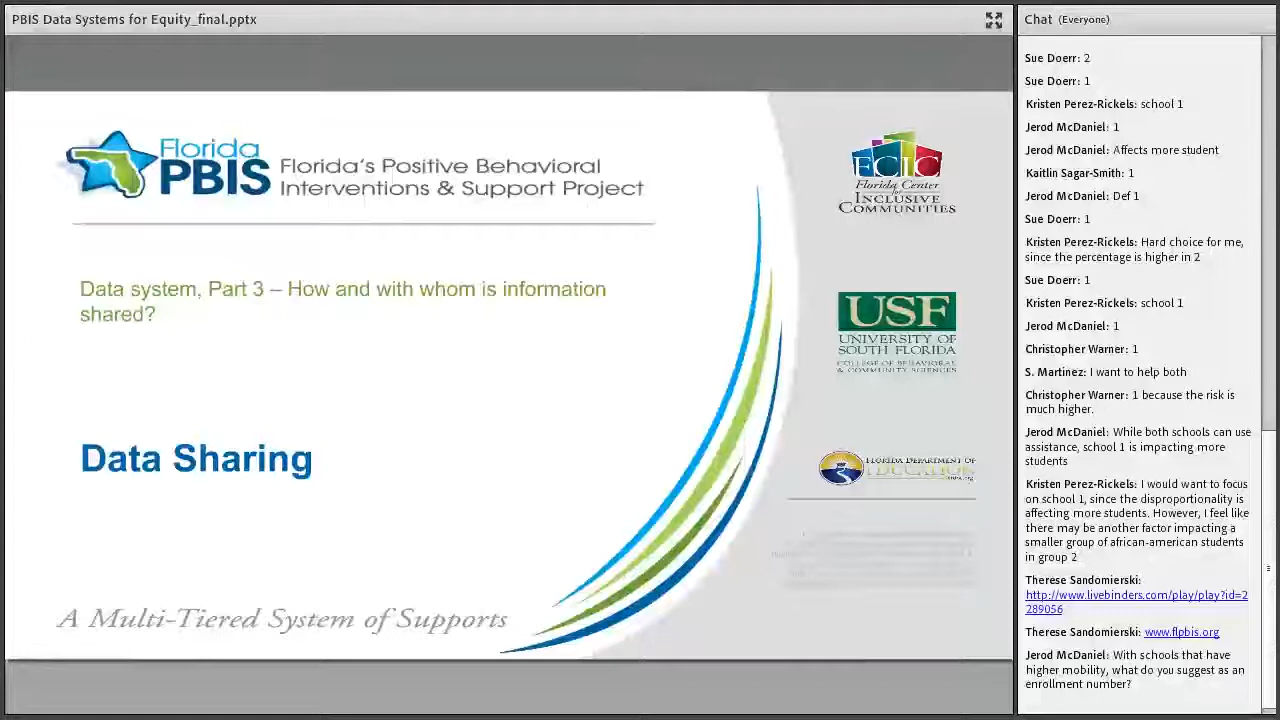 PBIS Data Systems for Equity_final.pptx
Florida
PBIS
Florida's Positive Behavioral
Interventions & Support Project
Data system, Part 3 – How and with whom is information
shared?
Data Sharing
A Multi-Tiered System of Supports
FCIC
Florida Center
for
INCLUSIVE
COMMUNITIES
USF
UNIVERSITY OF
SOUTH FLORIDA
COLLEGE OF BEHAVIORAL
& COMMUNITY SCIENCES
FLORIDA DEPARTMENT OF
EDUCATION
Chat (Everyone)
Sue Doerr: 2
Sue Doerr: 1
Kristen Perez-Rickels: school 1
Jerod McDaniel: 1
Jerod McDaniel: Affects more student
Kaitlin Sagar-Smith: 1
Jerod McDaniel: Def 1
Sue Doerr: 1
Kristen Perez-Rickels: Hard choice for me,
since the percentage is higher in 2
Sue Doerr: 1
Kristen Perez-Rickels: school 1
Jerod McDaniel: 1
Christopher Warner: 1
S. Martinez: I want to help both
Christopher Warner: 1 because the risk is
much higher.
Jerod McDaniel: While both schools can use
assistance, school 1 is impacting more
students
Kristen Perez-Rickels: I would want to focus
on school 1, since the disproportionality is
affecting more students. However, I feel like
there may be another factor impacting a
smaller group of african-american students
in group 2
Therese Sandomierski:
http://www.livebinders.com/play/play?id=2
289056
Therese Sandomierski: www.flpbis.org
Jerod McDaniel: With schools that have
higher mobility, what do you suggest as an
enrollment number?